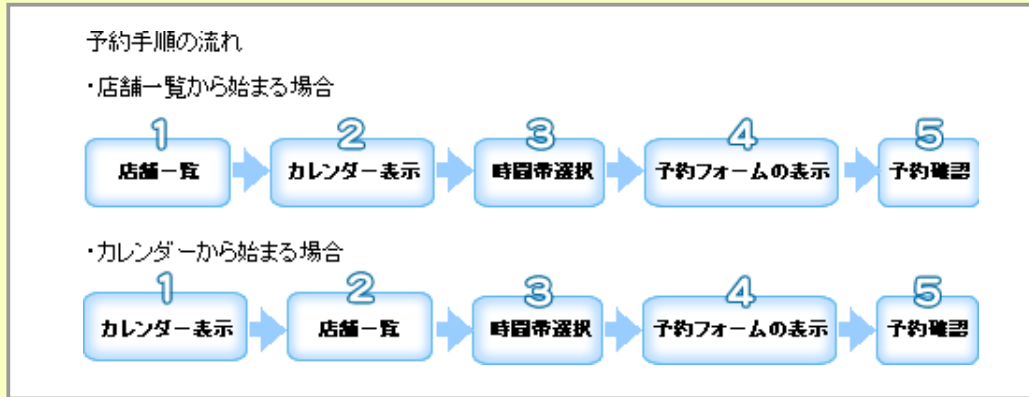 予約手順の流れ
・店舗一覧から始まる場合
1 2 3 4 5
店舗一覧 カレンダー表示 時間帯選択 予約フォームの表示 予約確認
・カレンダーから始まる場合
1 2 3 4 5
カレンダー表示 店舗一覧 時間帯選択 予約フォームの表示 予約確認